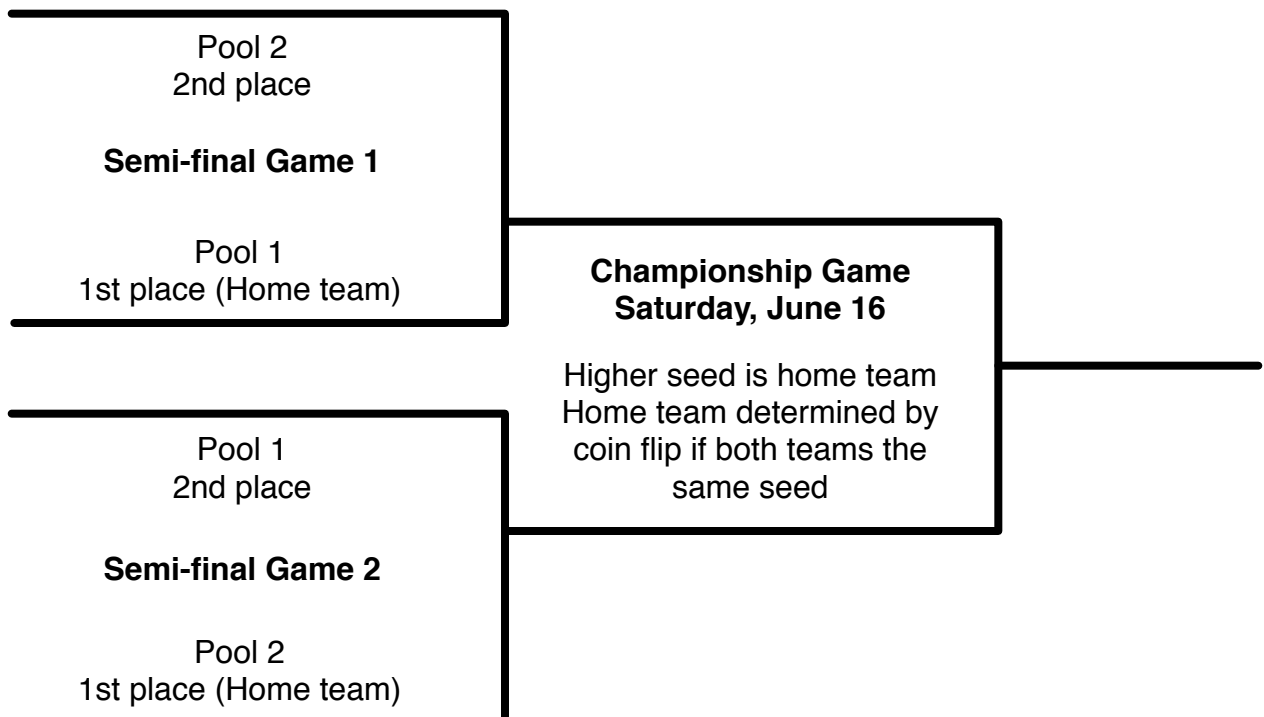 Pool 2
2nd place
Semi-final Game 1
Pool 1
1st place (Home team)
Championship Game
Saturday, June 16
Higher seed is home team
Home team determined by
coin flip if both teams the
same seed
Pool 1
2nd place
Semi-final Game 2
Pool 2
1st place (Home team)